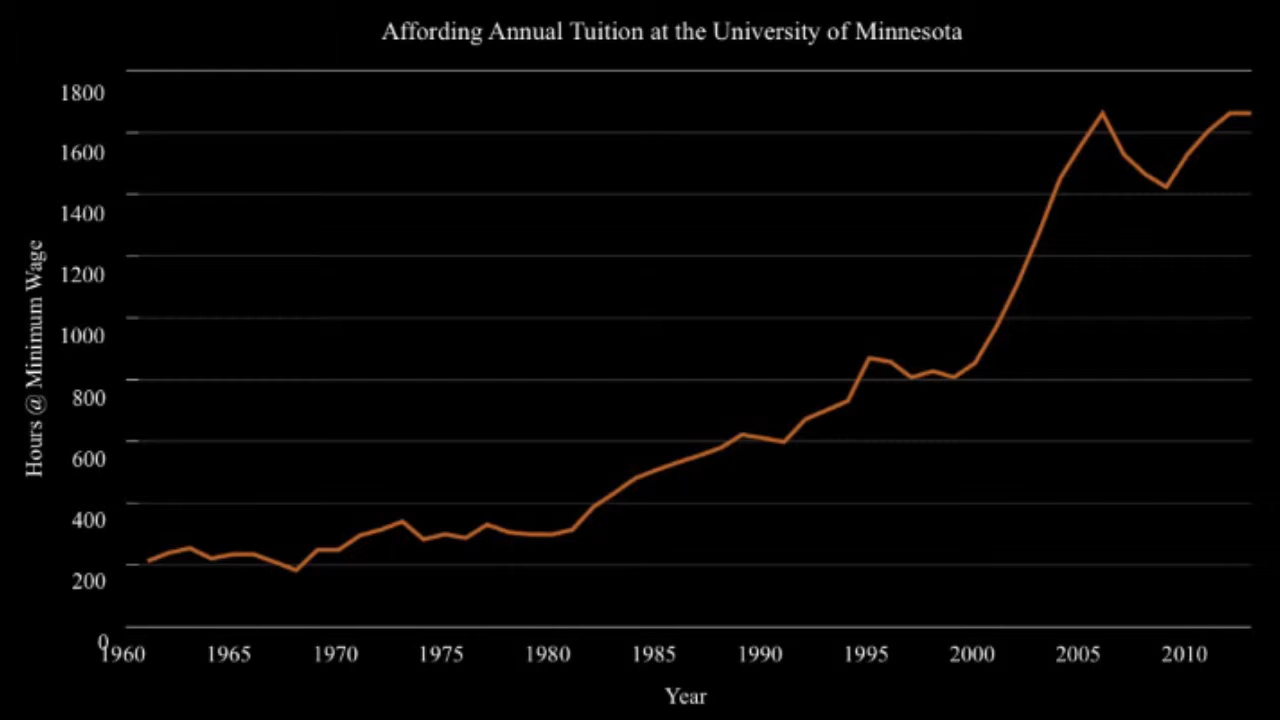 Affording Annual Tuition at the University of Minnesota
1800
1600
1400
1200
1000
800
600
400
200
0
Hours @ Minimum Wage
1960 1965 1970 1975 1980 1985 1990 1995 2000 2005 2010
Year